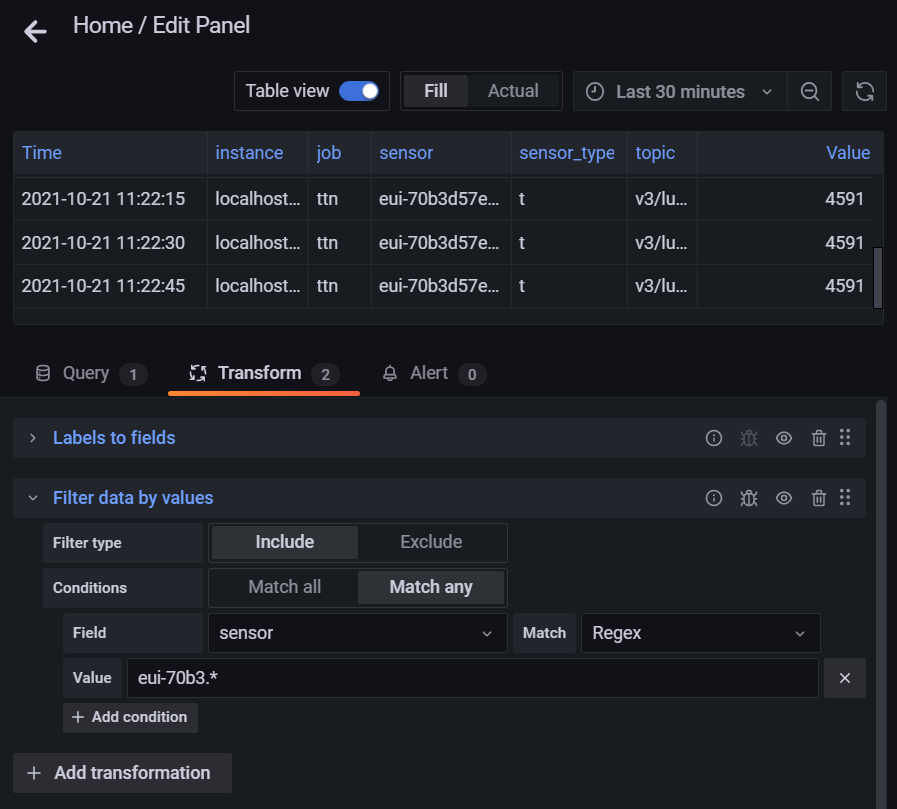 Home / Edit Panel
Table view Fill Actual Last 30 minutes
Time instance job sensor sensor_type topic Value
2021-10-21 11:22:15 localhost... ttn eui-70b3d57e... t v3/lu... 4591
2021-10-21 11:22:30 localhost... ttn eui-70b3d57e... t v3/lu... 4591
2021-10-21 11:22:45 localhost... ttn eui-70b3d57e... t v3/lu... 4591
Query 1 Transform 2 Alert 0
Labels to fields
Filter data by values
Filter type Include Exclude
Conditions Match all Match any
Field sensor Match Regex
Value eui-70b3.*
+ Add condition
+ Add transformation